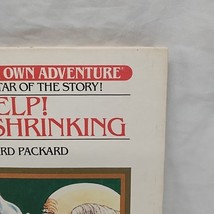 OWN ADVENTURE®
TAR OF THE STORY!
ELP!
SHRINKING
RD PACKARD